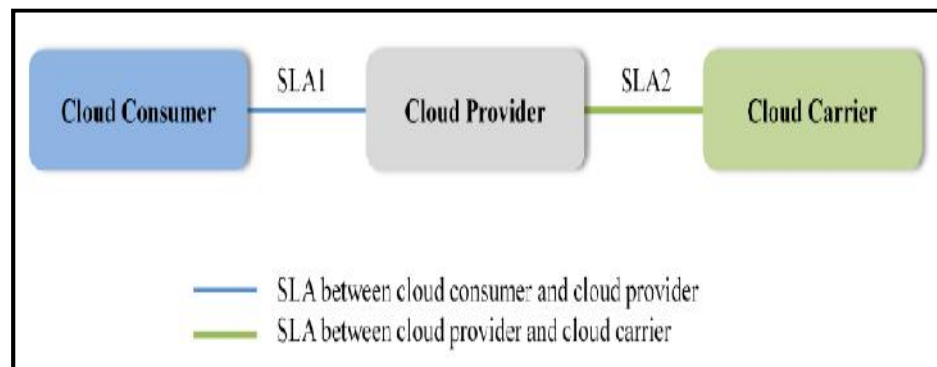 SLA1
SLA2
Cloud Consumer
Cloud Provider
Cloud Carrier
SLA between cloud consumer and cloud provider
SLA between cloud provider and cloud carrier